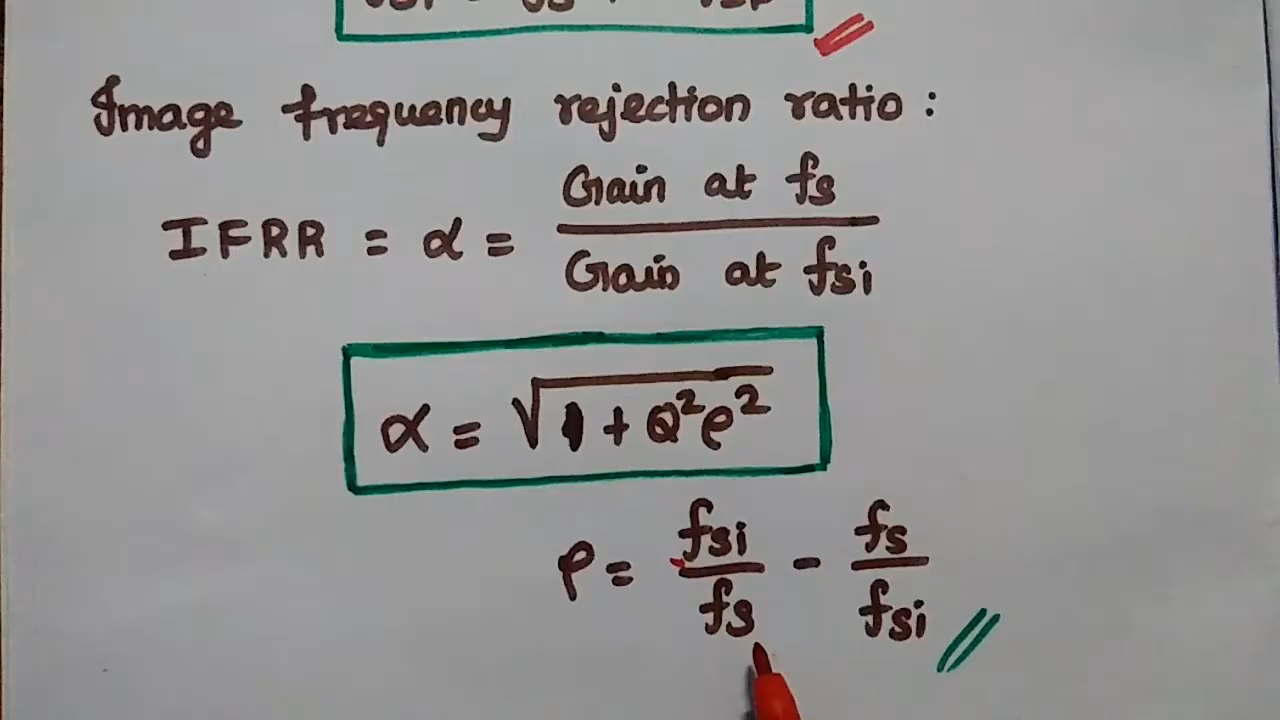 Image frequency rejection ratio :
IFRR = α = Gain at fs / Gain at fsi
α = √1 + Q²ρ²
ρ = fsi / fs - fs / fsi